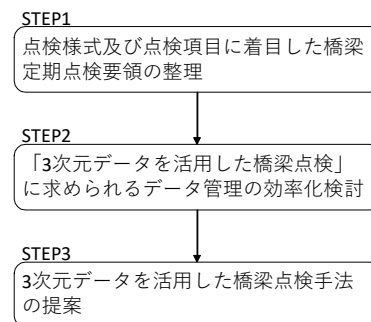 STEP1
点検様式及び点検項目に着目した橋梁
定期点検要領の整理
STEP2
「3次元データを活用した橋梁点検」
に求められるデータ管理の効率化検討
STEP3
3次元データを活用した橋梁点検手法
の提案